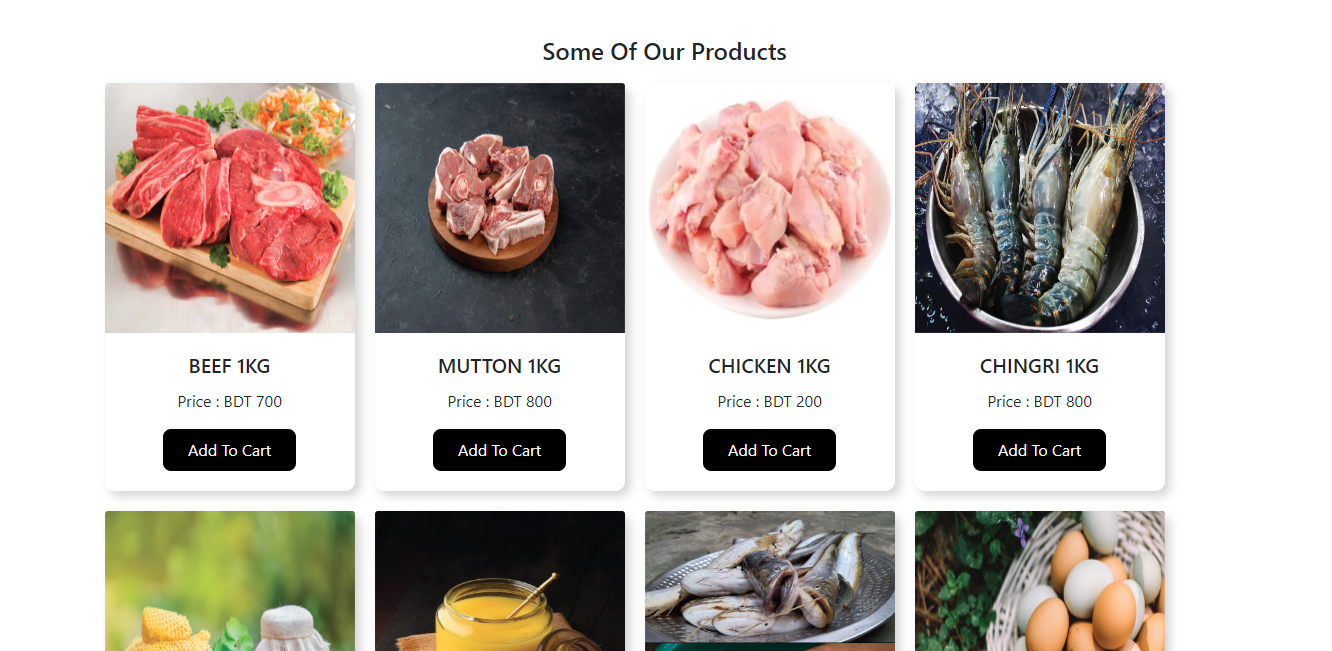 Some Of Our Products
BEEF 1KG
MUTTON 1KG
CHICKEN 1KG
CHINGRI 1KG
Price : BDT 700
Price : BDT 800
Price : BDT 200
Price : BDT 800
Add To Cart
Add To Cart
Add To Cart
Add To Cart